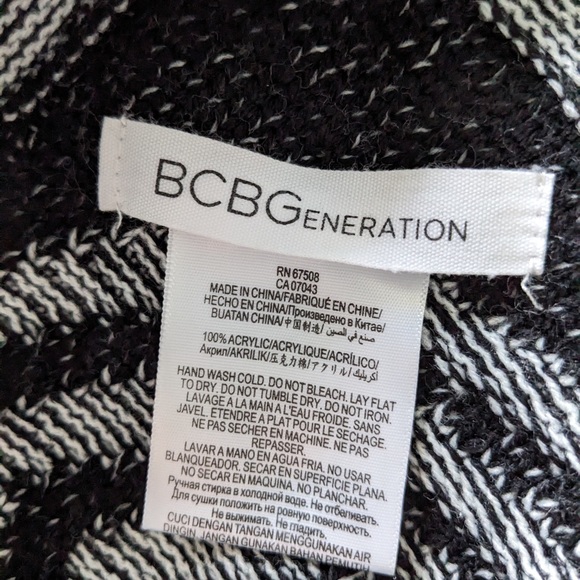 BCBGENERATION
RN 67508
CA 07043
MADE IN CHINA/FABRIQUÉ EN CHINE/
HECHO EN CHINA/Произведено в Китае/
BUATAN CHINA/中国制造/صنع في الصين
100% ACRYLIC/ACRYLIQUE/ACRÍLICO/
Акрил/AKRILIK/压克力棉/アクリル/أكريليك
HAND WASH COLD. DO NOT BLEACH. LAY FLAT
TO DRY. DO NOT TUMBLE DRY. DO NOT IRON.
LAVAGE A LA MAIN A L'EAU FROIDE. SANS
JAVEL. ETENDRE A PLAT POUR LE SÉCHAGE.
NE PAS SECHER EN MACHINE. NE PAS
REPASSER.
LAVAR A MANO EN AGUA FRIA. NO USAR
BLANQUEADOR. SECAR EN SUPERFICIE PLANA.
NO SECAR EN MAQUINA. NO PLANCHAR.
Ручная стирка в холодной воде. Не отбеливать.
Для сушки положить на ровную поверхность.
Не выжимать. Не гладить.
CUCI DENGAN TANGAN MENGGUNAKAN AIR
DINGIN. JANGAN GUNAKAN BAHAN PEMUTIH